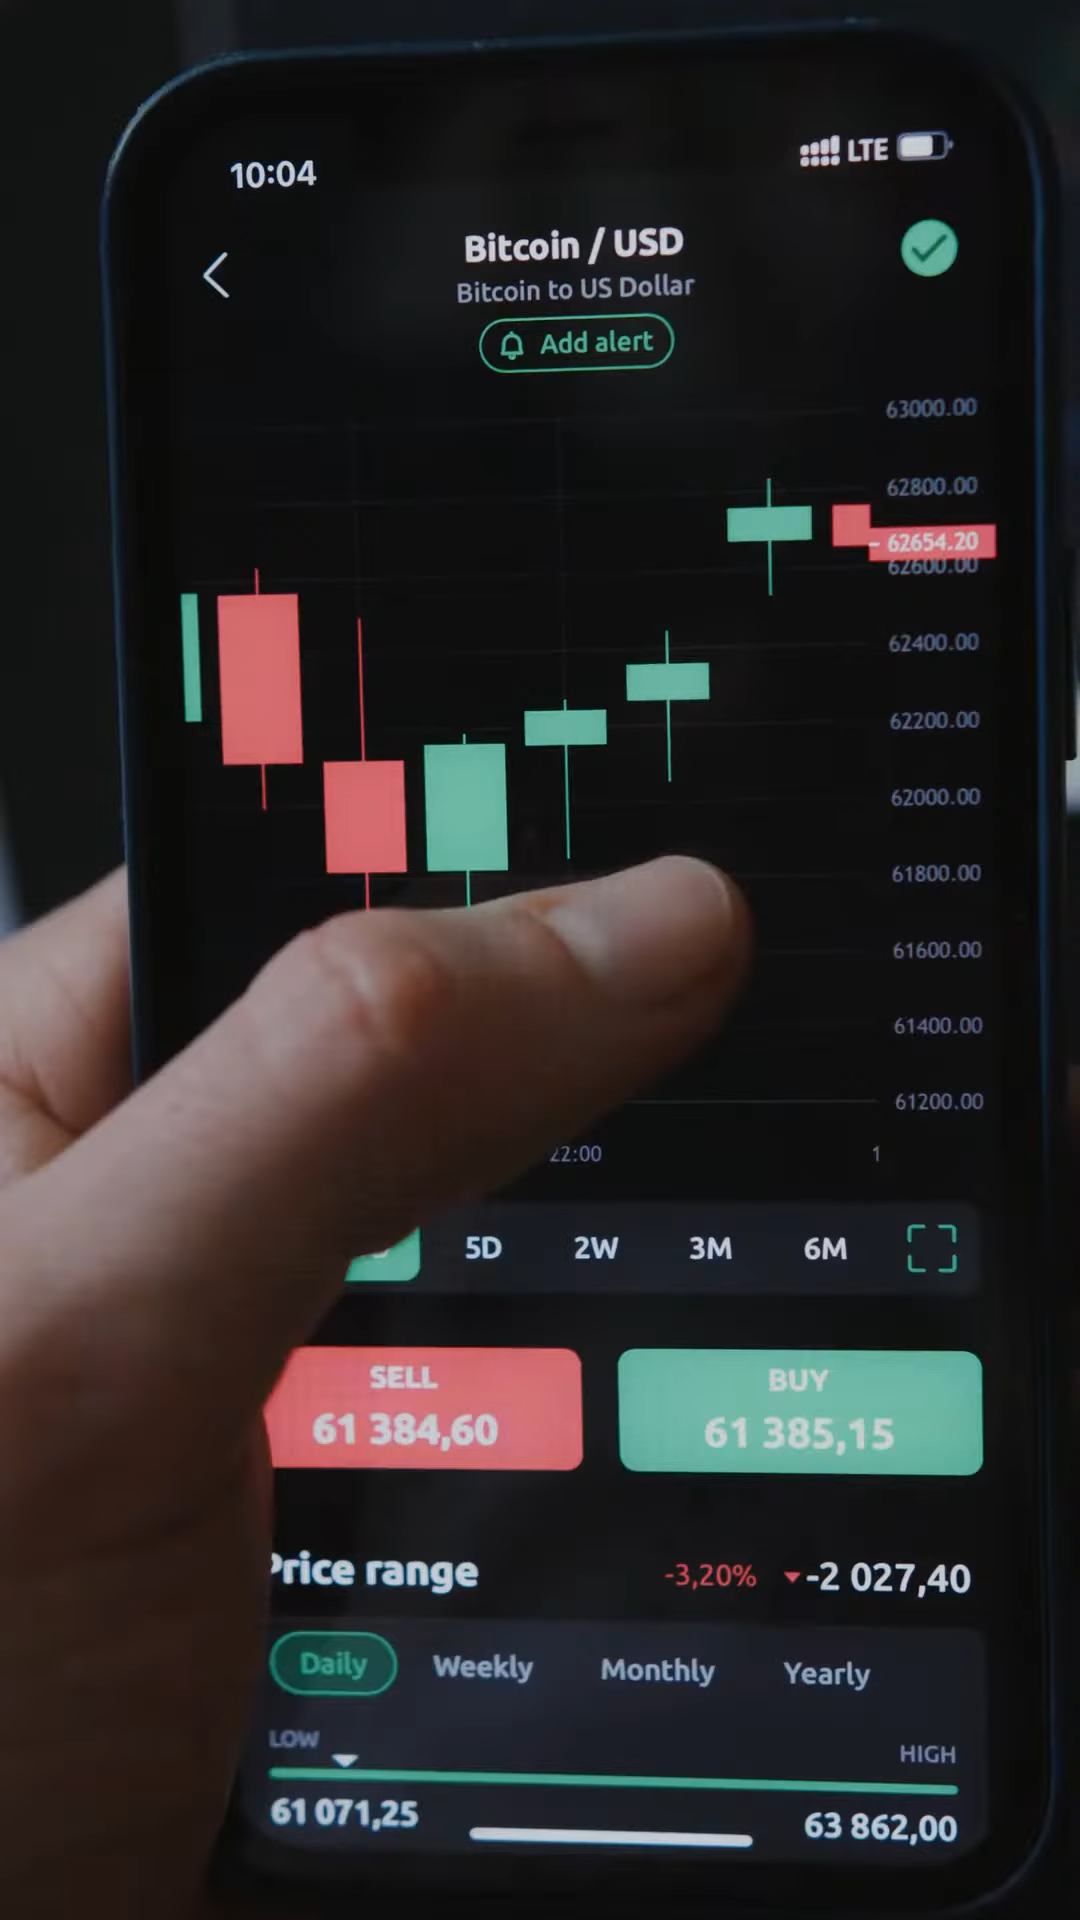 10:04
LTE
Bitcoin / USD
Bitcoin to US Dollar
Add alert
63000.00
62800.00
62654.20
62600.00
62400.00
62200.00
62000.00
61800.00
61600.00
61400.00
61200.00
22:00 1
5D 2W 3M 6M
SELL BUY
61 384,60 61 385,15
Price range -3,20% -2 027,40
Daily Weekly Monthly Yearly
LOW HIGH
61 071,25 63 862,00